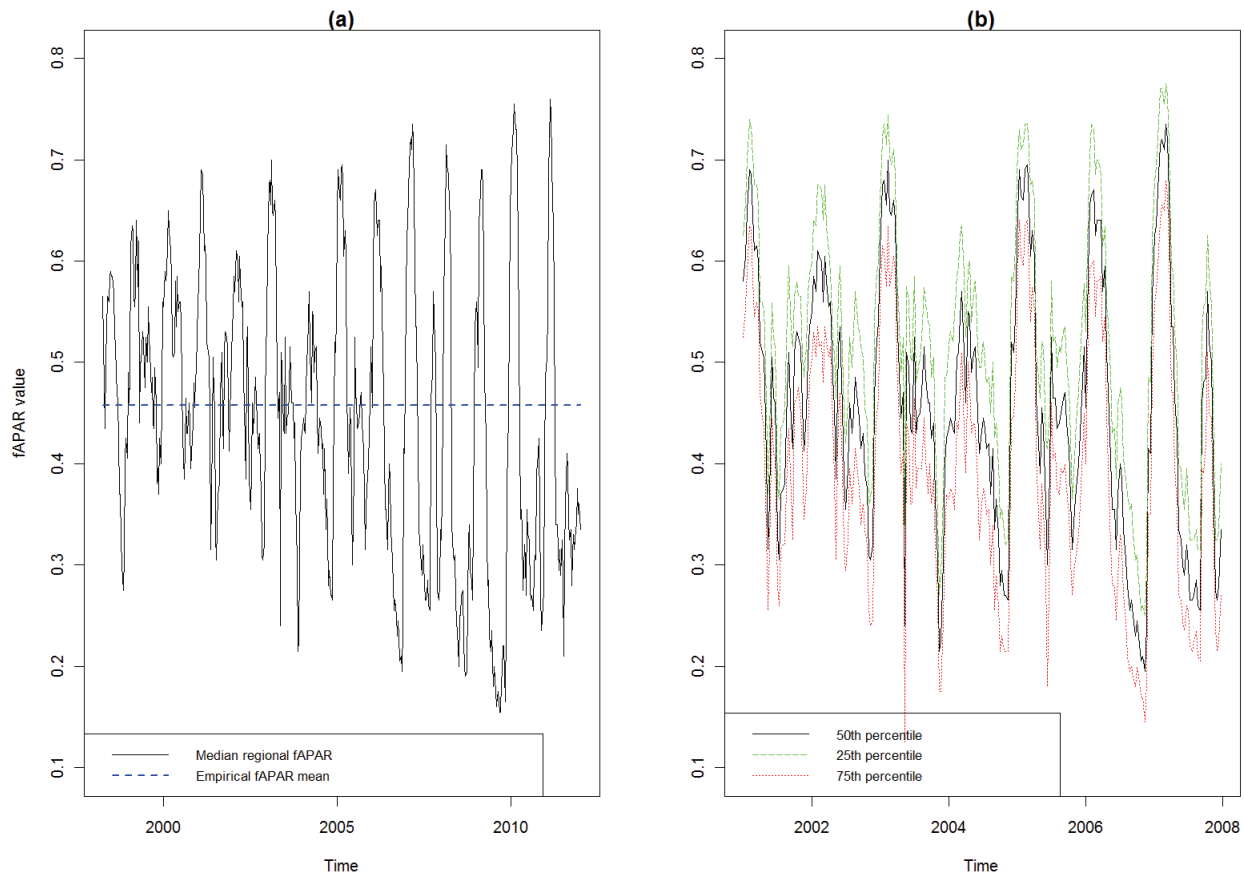 (a)
0.8
0.7
0.6
0.5
0.4
0.3
0.2
0.1
fAPAR value
Median regional fAPAR
Empirical fAPAR mean
2000
2005
2010
Time
(b)
0.8
0.7
0.6
0.5
0.4
0.3
0.2
0.1
50th percentile
25th percentile
75th percentile
2002
2004
2006
2008
Time